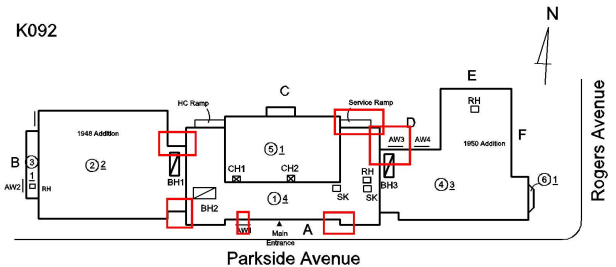 K092
N
E
C
HC Ramp
Service Ramp
RH
D
1948 Addition
AW3 AW4
1950 Addition
F
Rogers Avenue
⑤ 1
B
③
② 2
1
AW2
RH
BH1
CH1
CH2
RH
BH3
④ 3
⑥ 1
BH2
① 4
SK
SK
AW1
A
Main
Entrance
Parkside Avenue